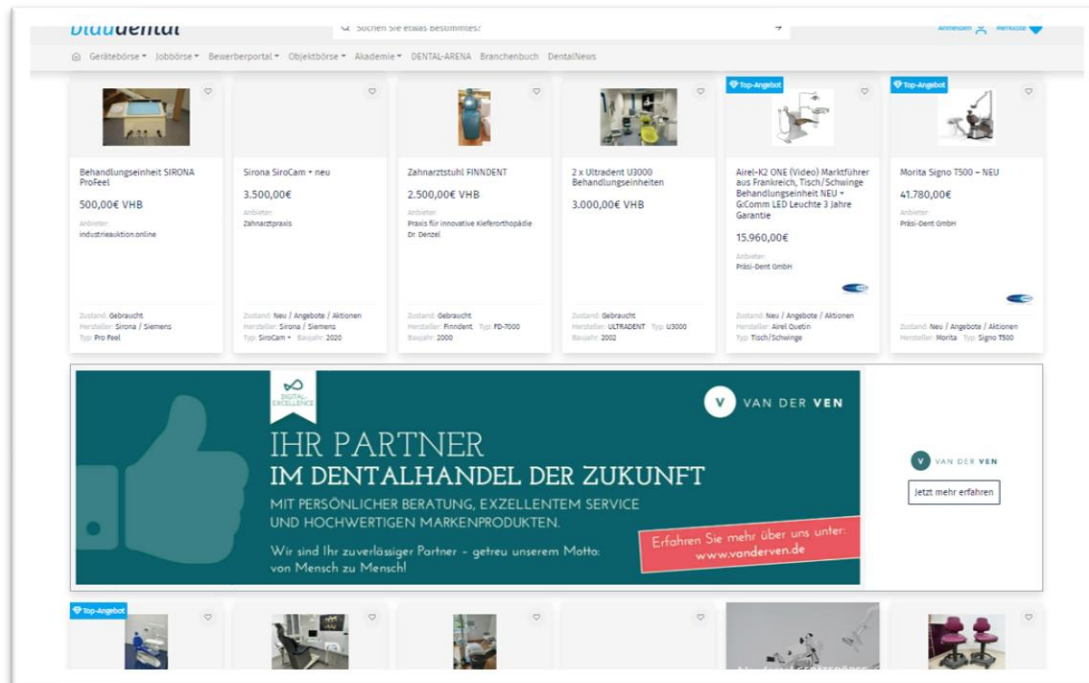 blaudental
Suchen Sie etwas Bestimmtes?
Anmelden
Merkliste
Gerätebörse
Jobbörse
Bewerberportal
Objektbörse
Akademie
DENTAL-ARENA
Branchenbuch
DentalNews
Behandlungseinheit SIRONA
ProFeel
500,00€ VHB
Anbieter:
industrieauktion.online
Zustand: Gebraucht
Hersteller: Sirona / Siemens
Typ: Pro Feel
Sirona SiroCam + neu
3.500,00€
Anbieter:
Zahnarztpraxis
Zustand: Neu / Angebote / Aktionen
Hersteller: Sirona / Siemens
Typ: SiroCam + Baujahr: 2020
Zahnarztstuhl FINNDENT
2.500,00€ VHB
Anbieter:
Praxis für innovative Kieferorthopädie
Dr. Denzel
Zustand: Gebraucht
Hersteller: Finndent Typ: FD-7000
Baujahr: 2000
2 x Ultradent U3000
Behandlungseinheiten
3.000,00€ VHB
Zustand: Gebraucht
Hersteller: ULTRADENT Typ: U3000
Baujahr: 2002
Top-Angebot
Airel-K2 ONE (Video) Marktführer
aus Frankreich, Tisch/Schwinge
Behandlungseinheit NEU -
G:Comm LED Leuchte 3 Jahre
Garantie
15.960,00€
Anbieter:
Präsi-Dent GmbH
Zustand: Neu / Angebote / Aktionen
Hersteller: Airel Quetin
Typ: Tisch/Schwinge
Top-Angebot
Morita Signo T500 – NEU
41.780,00€
Anbieter:
Präsi-Dent GmbH
Zustand: Neu / Angebote / Aktionen
Hersteller: Morita Typ: Signo T500
DIGITAL-
EXCELLENCE
V VAN DER VEN
IHR PARTNER
IM DENTALHANDEL DER ZUKUNFT
MIT PERSÖNLICHER BERATUNG, EXZELLENTEM SERVICE
UND HOCHWERTIGEN MARKENPRODUKTEN.
Wir sind Ihr zuverlässiger Partner – getreu unserem Motto:
von Mensch zu Mensch!
Erfahren Sie mehr über uns unter:
www.vanderven.de
V VAN DER VEN
Jetzt mehr erfahren
Top-Angebot
GERÄTEBÖRSE